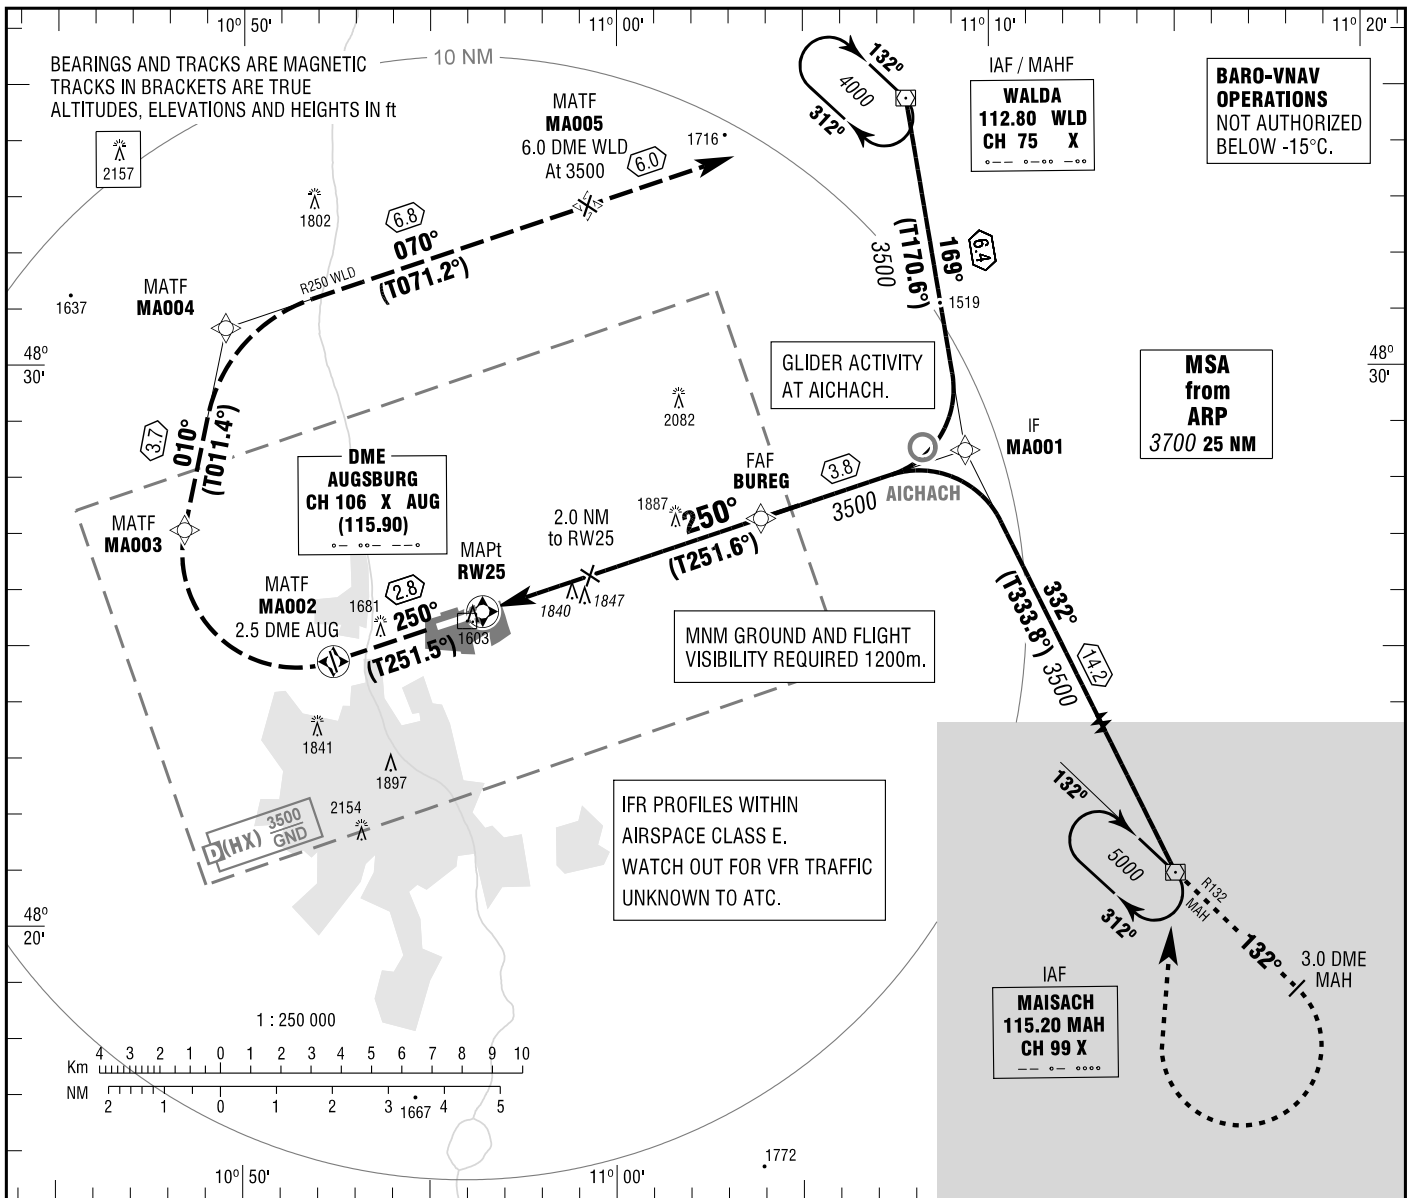 10° 50'
11° 00'
11° 10'
11° 20'
BEARINGS AND TRACKS ARE MAGNETIC
TRACKS IN BRACKETS ARE TRUE
ALTITUDES, ELEVATIONS AND HEIGHTS IN ft
10 NM
2157
MATF
MA005
6.0 DME WLD
At 3500
6.0
1716
132°
4000
312°
IAF / MAHF
WALDA
112.80 WLD
CH 75 X
BARO-VNAV
OPERATIONS
NOT AUTHORIZED
BELOW -15°C.
1802
6.8
070°
(T071.2°)
R250 WLD
MATF
MA004
1637
3500
(T170.6°)
169°
6.4
1519
48°
30'
48°
30'
GLIDER ACTIVITY
AT AICHACH.
MSA
from
ARP
3700 25 NM
2082
3.7
010°
(T011.4°)
DME
AUGSBURG
CH 106 X AUG
(115.90)
IF
MA001
FAF
BUREG
3.8
3500
AICHACH
1887
250°
(T251.6°)
2.0 NM
to RW25
MATF
MA003
MAPt
RW25
MATF
MA002
2.5 DME AUG
1681
2.8
250°
(T251.5°)
1603
1840
1847
332°
(T333.8°)
3500
14.2
MNM GROUND AND FLIGHT
VISIBILITY REQUIRED 1200m.
1841
1897
2154
D(HX) 3500
GND
IFR PROFILES WITHIN
AIRSPACE CLASS E.
WATCH OUT FOR VFR TRAFFIC
UNKNOWN TO ATC.
132°
5000
312°
R132
MAH
132°
3.0 DME
MAH
48°
20'
IAF
MAISACH
115.20 MAH
CH 99 X
1 : 250 000
Km
4 3 2 1 0 1 2 3 4 5 6 7 8 9 10
NM
2 1 0 1 2 3 4 5
1667
1772
10° 50'
11° 00'